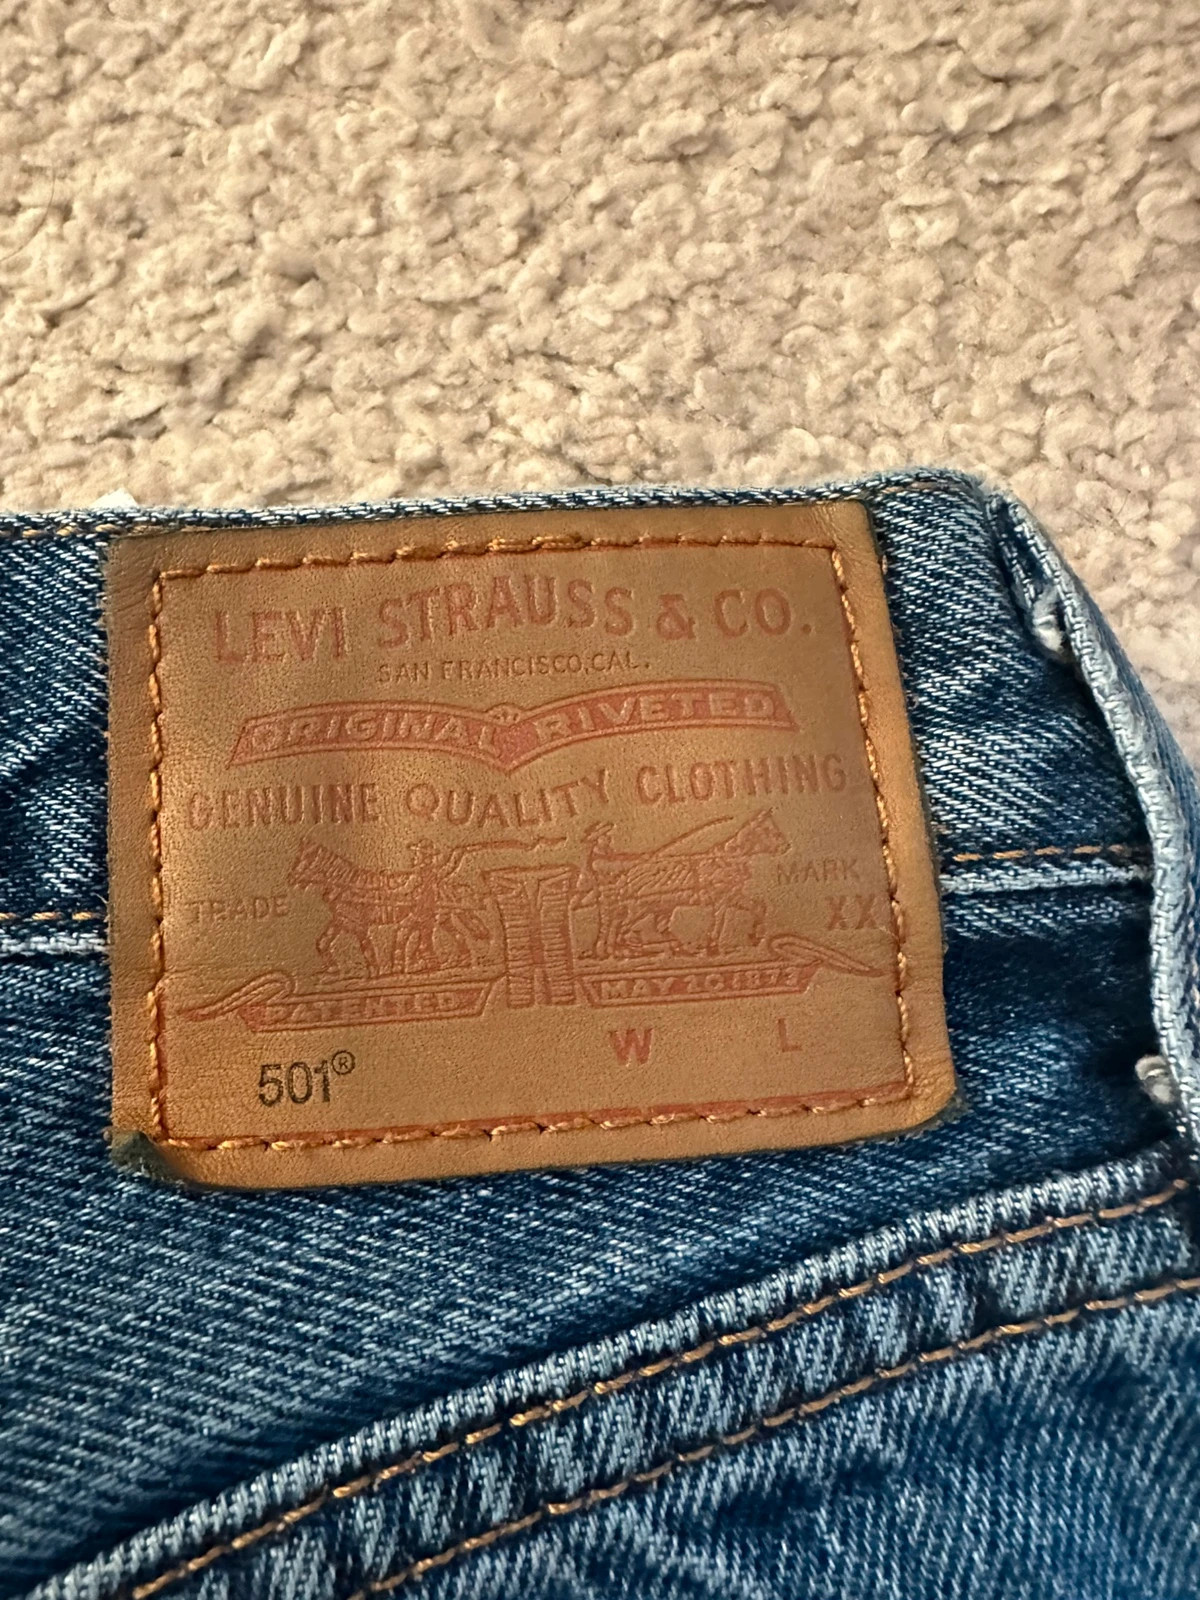 LEVI STRAUSS & CO.
SAN FRANCISCO, CAL.
ORIGINAL RIVETED
GENUINE QUALITY CLOTHING
TRADE MARK
XX
PATENTED MAY 20 1873
W L
501®